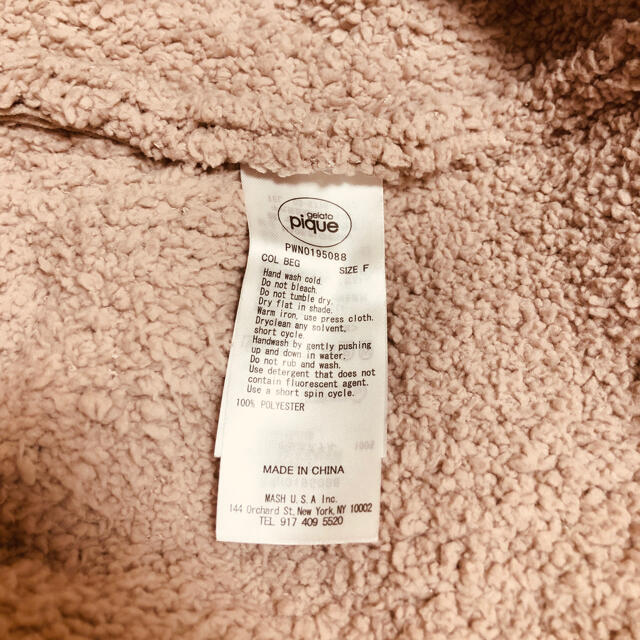 gelato
pique
PWNO195088
COL BEG SIZE F
Hand wash cold.
Do not bleach.
Do not tumble dry.
Dry flat in shade.
Warm iron, use press cloth.
Dryclean any solvent,
short cycle.
Handwash by gently pushing
up and down in water.
Do not rub and wash.
Use detergent that does not
contain fluorescent agent.
Use a short spin cycle.
100% POLYESTER
MADE IN CHINA
MASH U.S.A Inc.
144 Orchard St, New York, NY 10002
TEL 917 409 5520